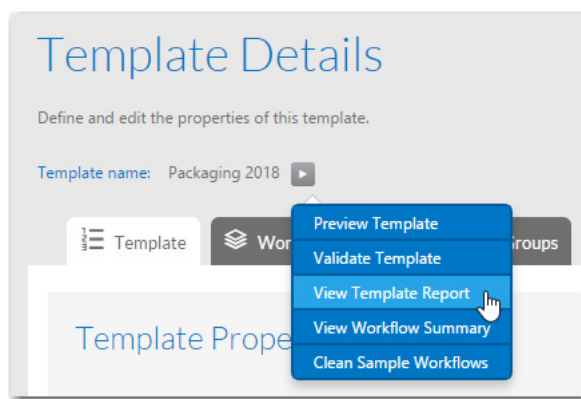 Template Details
Define and edit the properties of this template.
Template name: Packaging 2018
Preview Template
Template
Validate Template
View Template Report
View Workflow Summary
Clean Sample Workflows